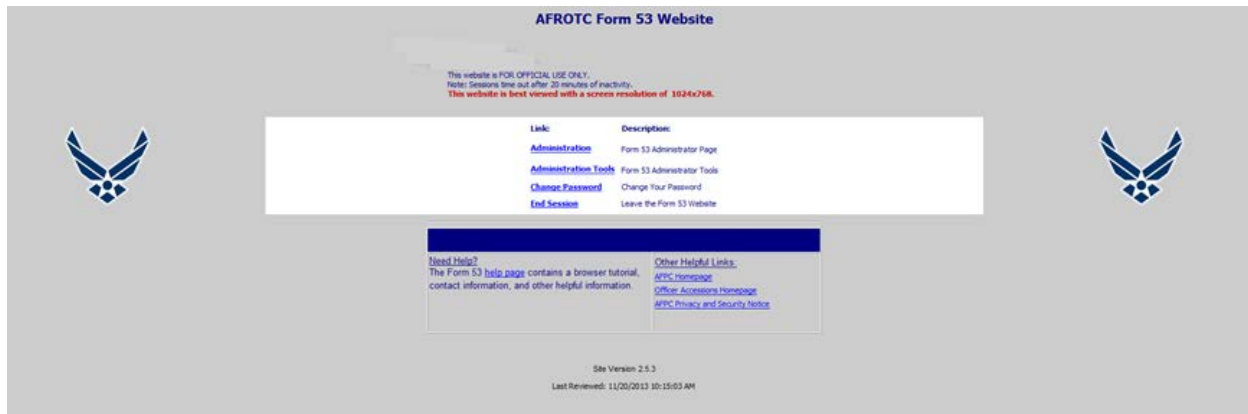 AFROTC Form 53 Website
This website is FOR OFFICIAL USE ONLY.
Note: Sessions time out after 20 minutes of inactivity.
This website is best viewed with a screen resolution of 1024x768.
Link: Description:
Administration Form 53 Administrator Page
Administration Tools Form 53 Administrator Tools
Change Password Change Your Password
End Session Leave the Form 53 Website
Need Help?
The Form 53 help page contains a browser tutorial,
contact information, and other helpful information.
Other Helpful Links:
AFPC Homepage
Officer Accessions Homepage
AFPC Privacy and Security Notice
Site Version 2.5.3
Last Reviewed: 11/20/2013 10:15:03 AM